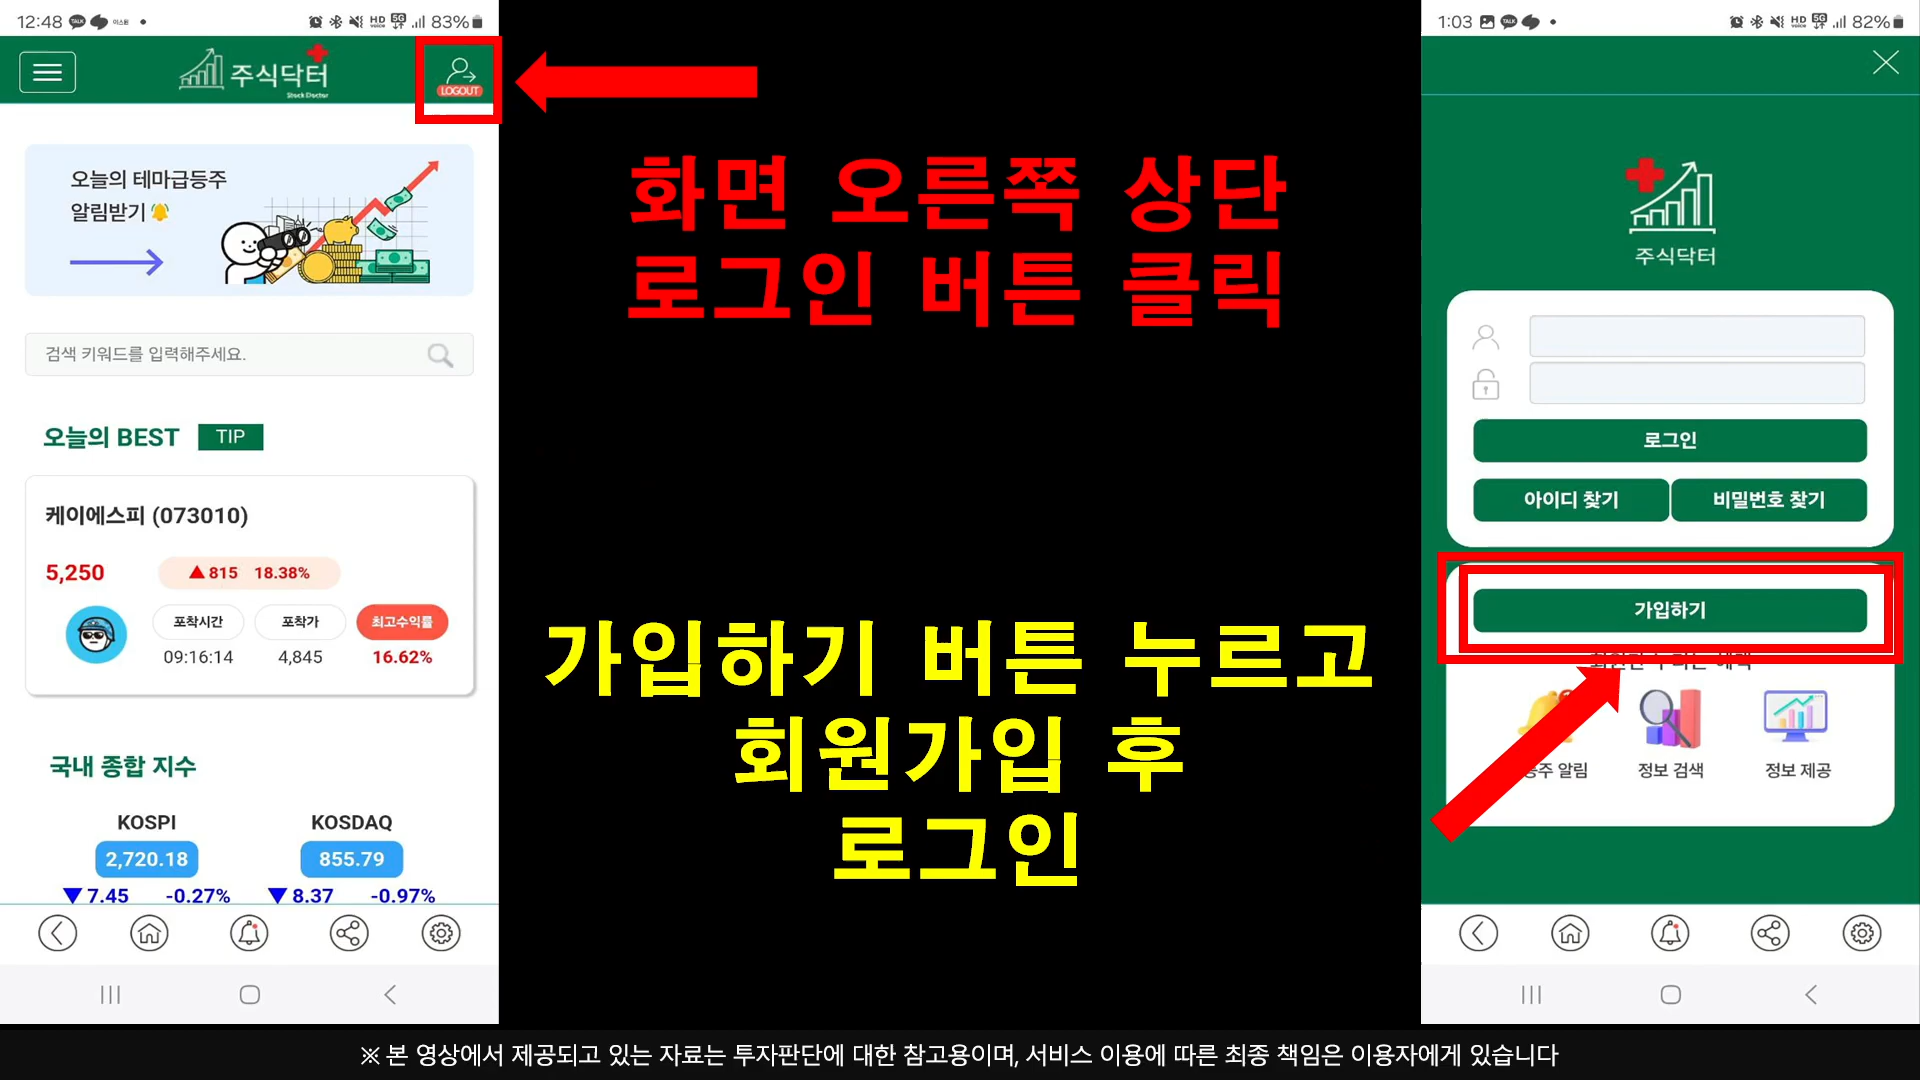 12:48
83%
주식닥터
Stock Doctor
LOGOUT
오늘의 테마급등주
알림받기
검색 키워드를 입력해주세요.
오늘의 BEST TIP
케이에스피 (073010)
5,250 ▲ 815 18.38%
포착시간 포착가 최고수익률
09:16:14 4,845 16.62%
국내 종합 지수
KOSPI KOSDAQ
2,720.18 855.79
▼ 7.45 -0.27% ▼ 8.37 -0.97%
화면 오른쪽 상단
로그인 버튼 클릭
가입하기 버튼 누르고
회원가입 후
로그인
1:03
82%
주식닥터
로그인
아이디 찾기 비밀번호 찾기
가입하기
알림 정보 검색 정보 제공
※ 본 영상에서 제공되고 있는 자료는 투자판단에 대한 참고용이며, 서비스 이용에 따른 최종 책임은 이용자에게 있습니다